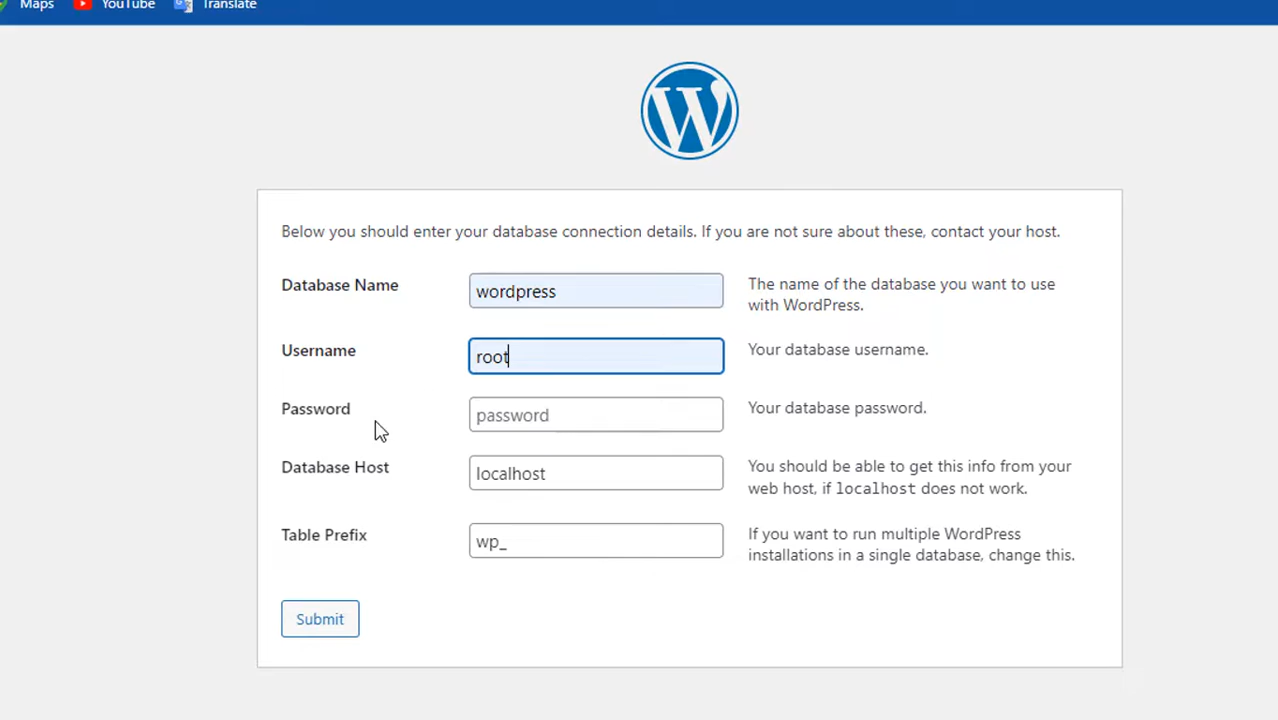 Maps YouTube Translate
Below you should enter your database connection details. If you are not sure about these, contact your host.
Database Name
wordpress
The name of the database you want to use
with WordPress.
Username
root
Your database username.
Password
password
Your database password.
Database Host
localhost
You should be able to get this info from your
web host, if localhost does not work.
Table Prefix
wp_
If you want to run multiple WordPress
installations in a single database, change this.
Submit